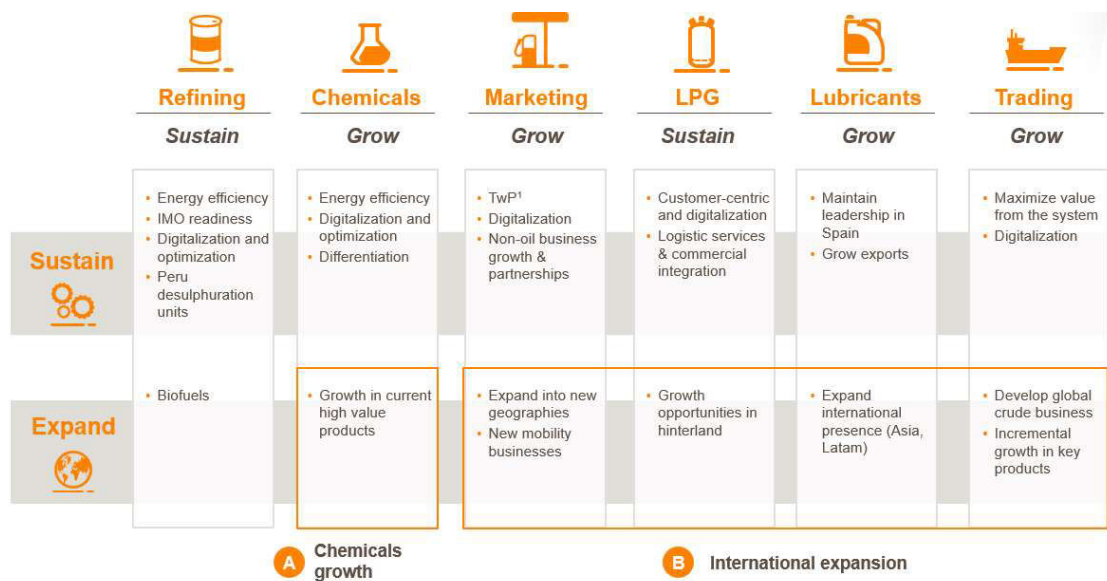 Refining
Chemicals
Marketing
LPG
Lubricants
Trading
Sustain
Grow
Grow
Sustain
Grow
Grow
Sustain
• Energy efficiency
• IMO readiness
• Digitalization and
optimization
• Peru
desulphuration
units
• Energy efficiency
• Digitalization and
optimization
• Differentiation
• TwP¹
• Digitalization
• Non-oil business
growth &
partnerships
• Customer-centric
and digitalization
• Logistic services
& commercial
integration
• Maintain
leadership in
Spain
• Grow exports
• Maximize value
from the system
• Digitalization
Expand
• Biofuels
• Growth in current
high value
products
• Expand into new
geographies
• New mobility
businesses
• Growth
opportunities in
hinterland
• Expand
international
presence (Asia,
Latam)
• Develop global
crude business
• Incremental
growth in key
products
A Chemicals
growth
B International expansion